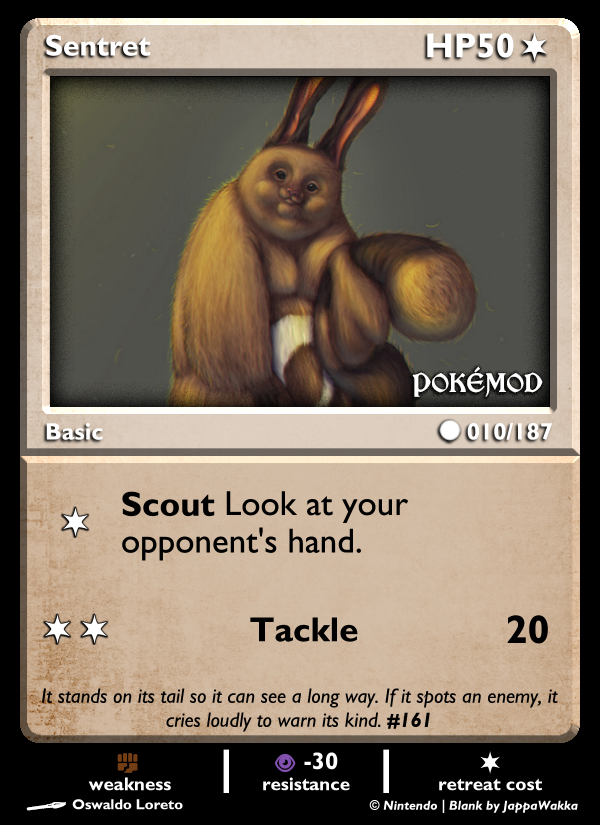 Sentret HP50
POKÉMOD
Basic 010/187
Scout Look at your
opponent's hand.
Tackle 20
It stands on its tail so it can see a long way. If it spots an enemy, it
cries loudly to warn its kind. #161
-30
weakness resistance retreat cost
Oswaldo Loreto © Nintendo | Blank by JappaWakka